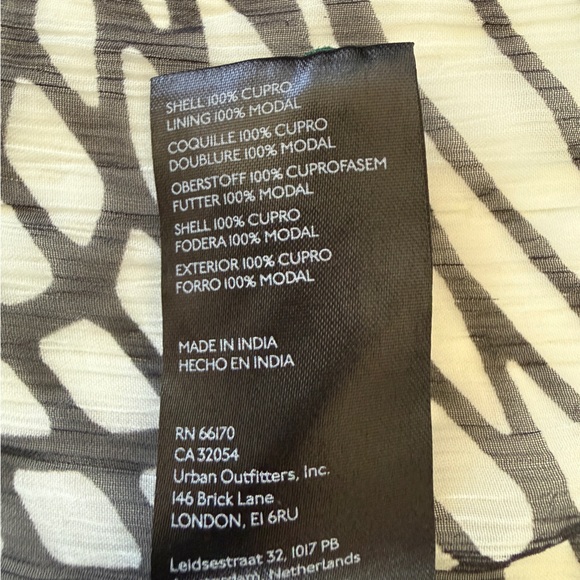 SHELL 100% CUPRO
LINING 100% MODAL
COQUILLE 100% CUPRO
DOUBLURE 100% MODAL
OBERSTOFF 100% CUPROFASEM
FUTTER 100% MODAL
SHELL 100% CUPRO
FODERA 100% MODAL
EXTERIOR 100% CUPRO
FORRO 100% MODAL
MADE IN INDIA
HECHO EN INDIA
RN 66170
CA 32054
Urban Outfitters, Inc.
146 Brick Lane
LONDON, E1 6RU
Leidsestraat 32, 1017 PB
Amsterdam, Netherlands